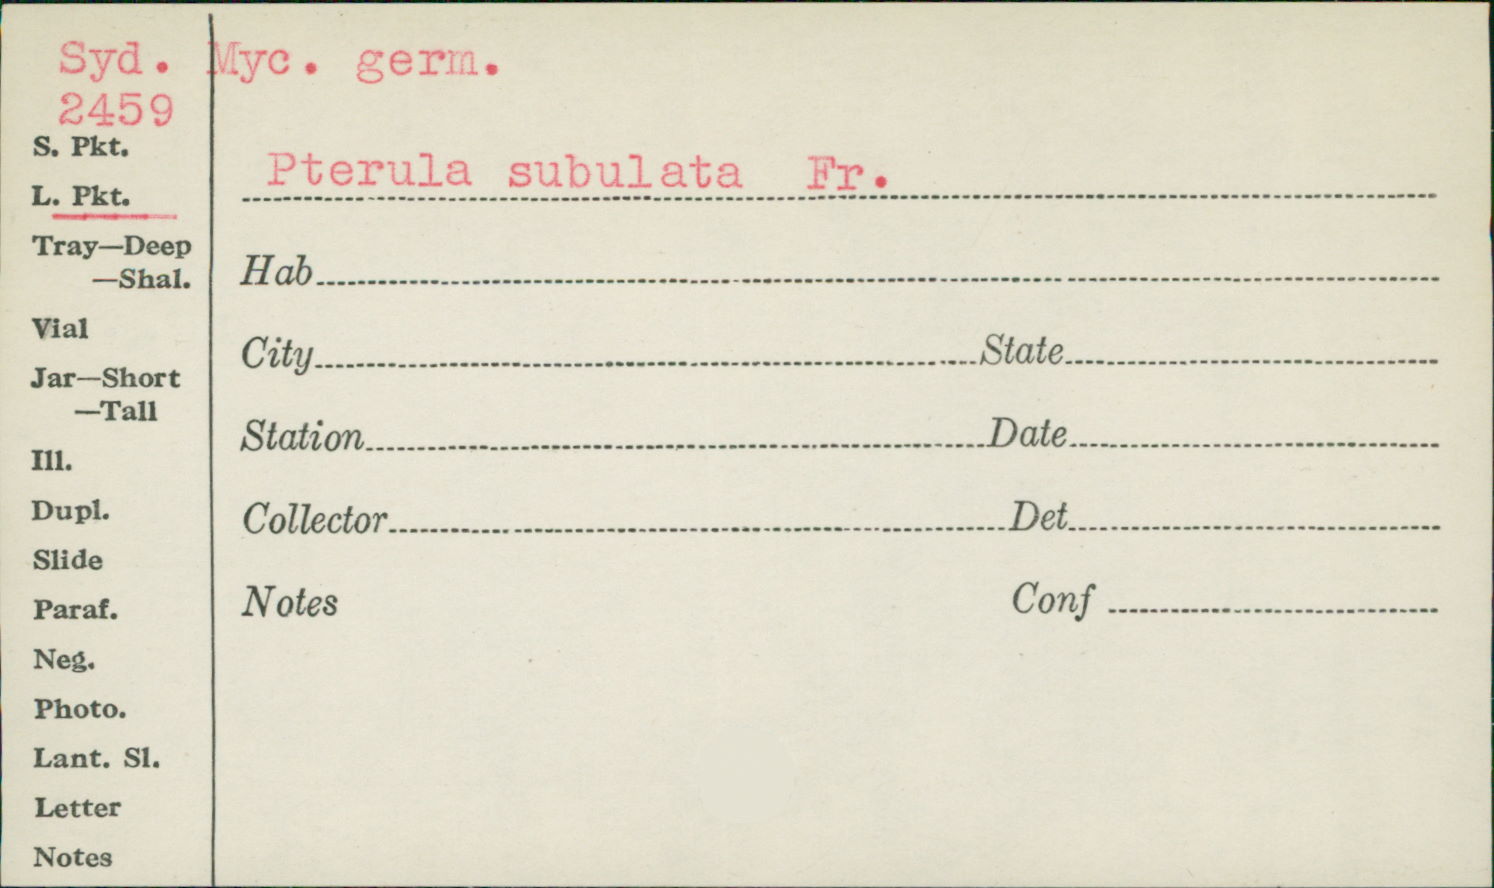 Syd. Myc. germ.
2459
S. Pkt.
Pterula subulata Fr.
L. Pkt.
Tray—Deep
—Shal.
Hab
Vial
City State
Jar—Short
—Tall
Station Date
Ill.
Dupl.
Collector Det
Slide
Paraf.
Notes Conf
Neg.
Photo.
Lant. Sl.
Letter
Notes